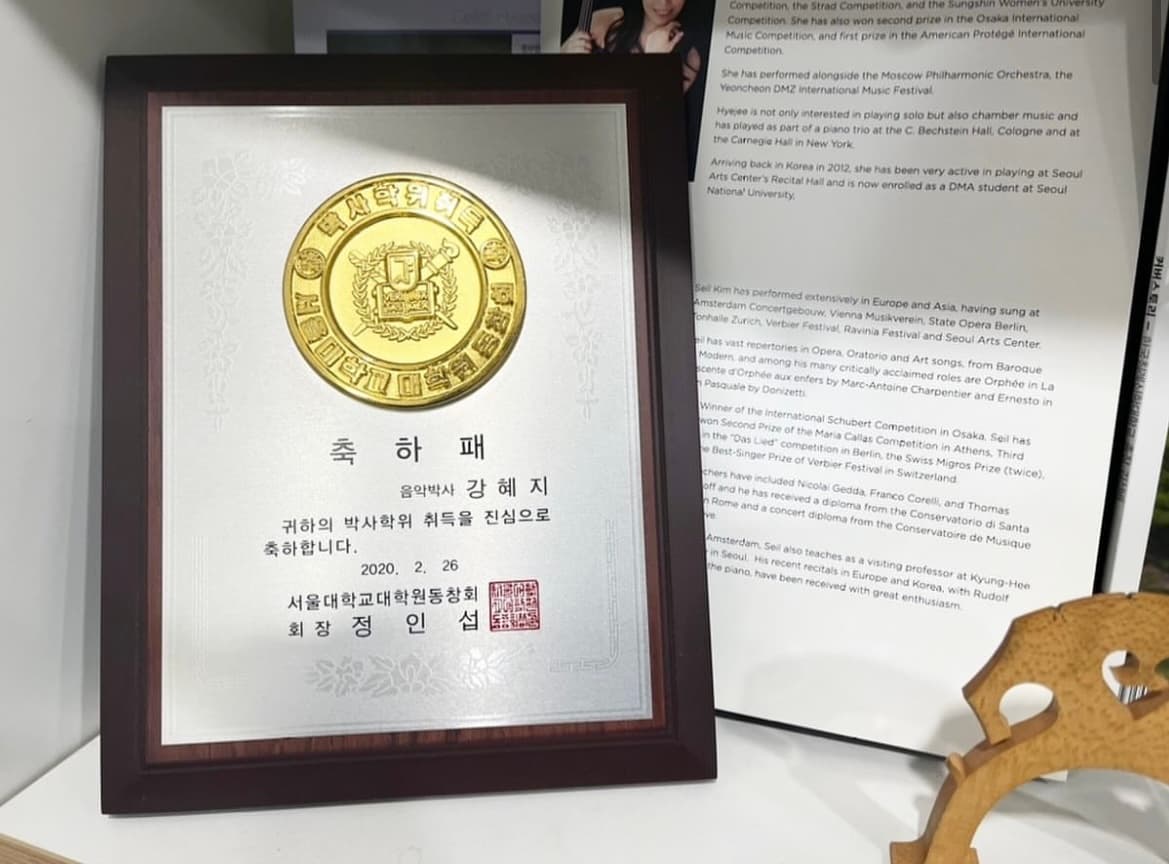 박사학위취득
서울대학교 대학원 동창회
축 하 패
음악박사 강 혜 지
귀하의 박사학위 취득을 진심으로
축하합니다.
2020. 2. 26
서울대학교대학원동창회
회 장 정 인 섭
Competition, the Strad Competition, and the Sungshin Women's University
Competition. She has also won second prize in the Osaka International
Music Competition, and first prize in the American Protégé International
Competition.
She has performed alongside the Moscow Philharmonic Orchestra, the
Yeoncheon DMZ International Music Festival.
Hyejee is not only interested in playing solo but also chamber music and
has played as part of a piano trio at the C. Bechstein Hall, Cologne and at
the Carnegie Hall in New York.
Arriving back in Korea in 2012, she has been very active in playing at Seoul
Arts Center's Recital Hall and is now enrolled as a DMA student at Seoul
National University.
Seil Kim has performed extensively in Europe and Asia, having sung at
Amsterdam Concertgebouw, Vienna Musikverein, State Opera Berlin,
Tonhalle Zurich, Verbier Festival, Ravinia Festival and Seoul Arts Center.
has vast repertories in Opera, Oratorio and Art songs, from Baroque
Modern, and among his many critically acclaimed roles are Orphée in La
d'Orphée aux enfers by Marc-Antoine Charpentier and Ernesto in
Pasquale by Donizetti.
Winner of the International Schubert Competition in Osaka, Seil has
won Second Prize of the Maria Callas Competition in Athens, Third
in the "Das Lied" competition in Berlin, the Swiss Migros Prize (twice),
Best-Singer Prize of Verbier Festival in Switzerland.
have included Nicolai Gedda, Franco Corelli, and Thomas
and he has received a diploma from the Conservatorio di Santa
Rome and a concert diploma from the Conservatoire de Musique
Amsterdam, Seil also teaches as a visiting professor at Kyung-Hee
in Seoul. His recent recitals in Europe and Korea, with Rudolf
the piano, have been received with great enthusiasm.
커버스토리